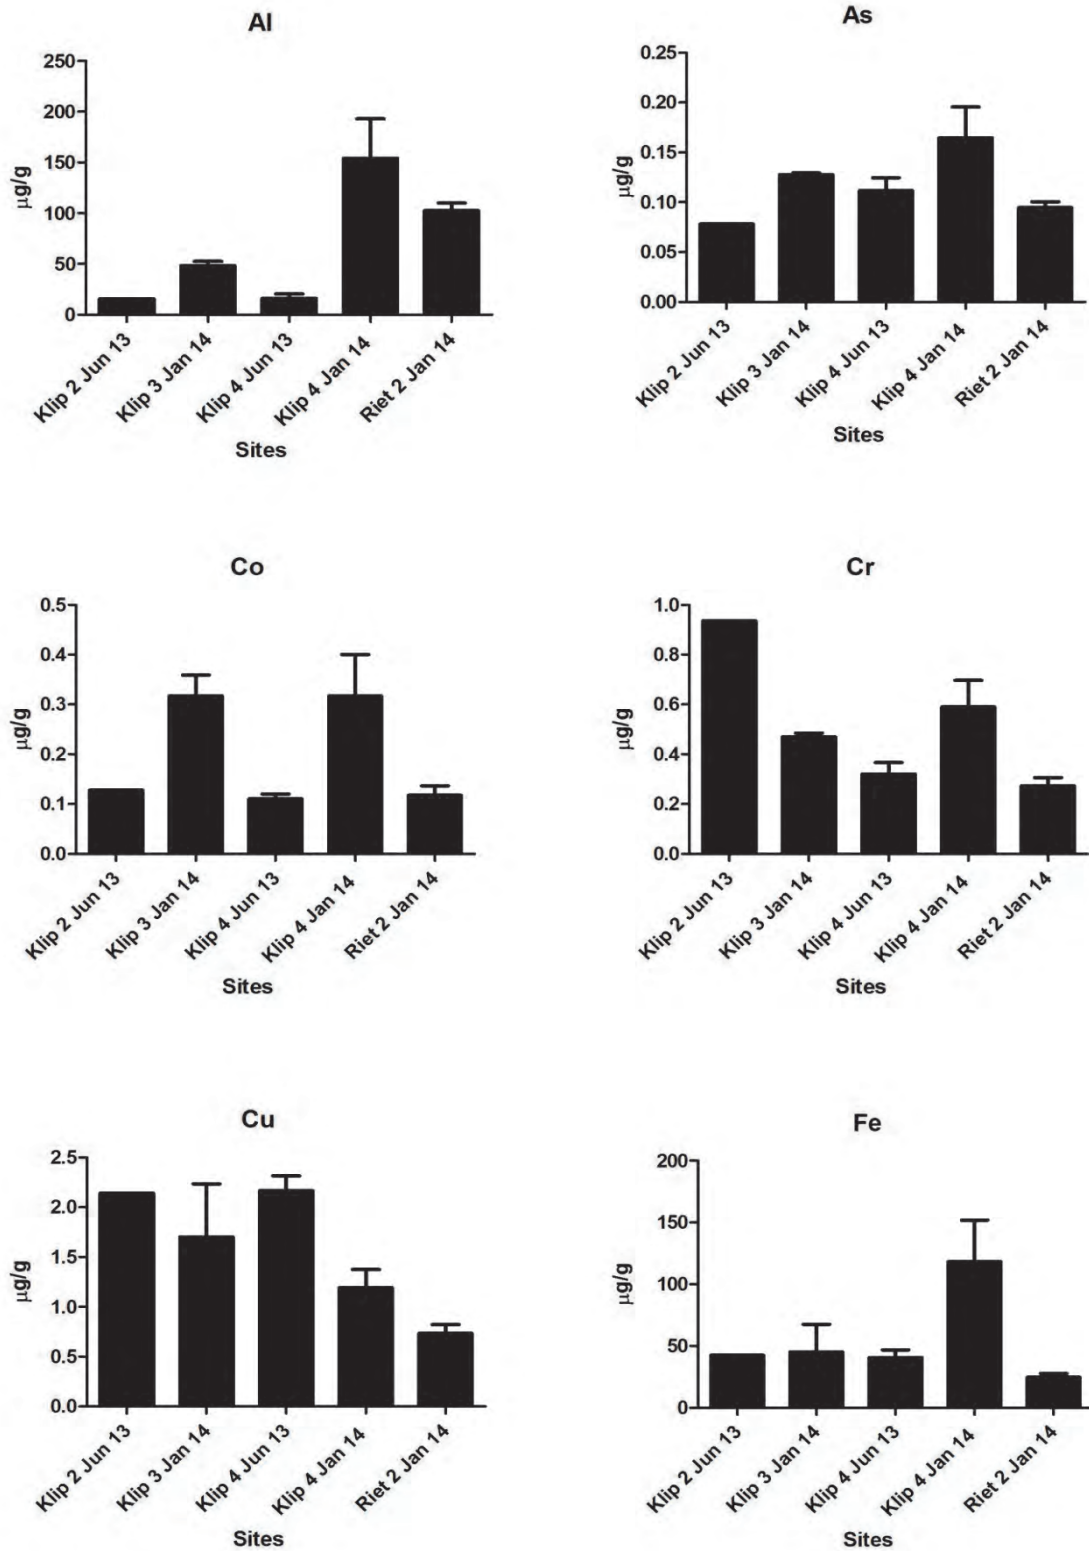 Al
250
200
150
100
50
0
µg/g
Klip 2 Jun 13
Klip 3 Jan 14
Klip 4 Jun 13
Klip 4 Jan 14
Riet 2 Jan 14
Sites
As
0.25
0.20
0.15
0.10
0.05
0.00
µg/g
Klip 2 Jun 13
Klip 3 Jan 14
Klip 4 Jun 13
Klip 4 Jan 14
Riet 2 Jan 14
Sites
Co
0.5
0.4
0.3
0.2
0.1
0.0
µg/g
Klip 2 Jun 13
Klip 3 Jan 14
Klip 4 Jun 13
Klip 4 Jan 14
Riet 2 Jan 14
Sites
Cr
1.0
0.8
0.6
0.4
0.2
0.0
µg/g
Klip 2 Jun 13
Klip 3 Jan 14
Klip 4 Jun 13
Klip 4 Jan 14
Riet 2 Jan 14
Sites
Cu
2.5
2.0
1.5
1.0
0.5
0.0
µg/g
Klip 2 Jun 13
Klip 3 Jan 14
Klip 4 Jun 13
Klip 4 Jan 14
Riet 2 Jan 14
Sites
Fe
200
150
100
50
0
µg/g
Klip 2 Jun 13
Klip 3 Jan 14
Klip 4 Jun 13
Klip 4 Jan 14
Riet 2 Jan 14
Sites